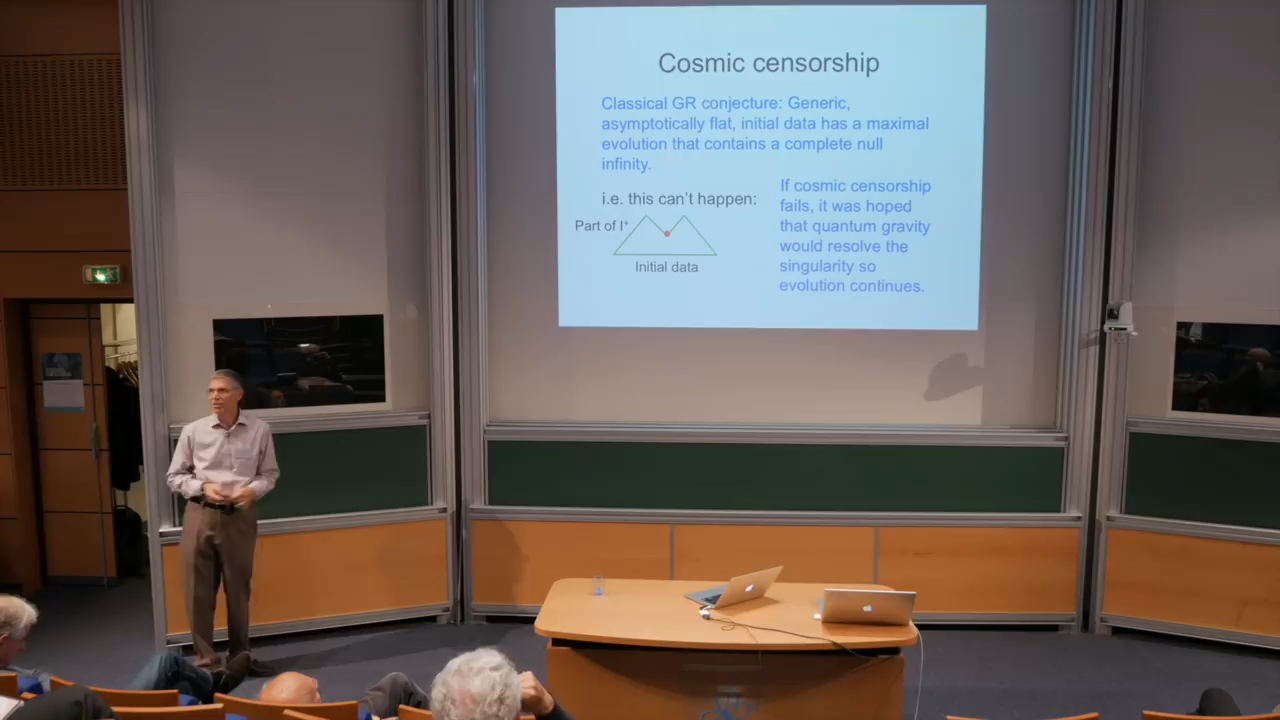 Cosmic censorship
Classical GR conjecture: Generic,
asymptotically flat, initial data has a maximal
evolution that contains a complete null
infinity.
i.e. this can't happen:
Part of I⁺
Initial data
If cosmic censorship
fails, it was hoped
that quantum gravity
would resolve the
singularity so
evolution continues.